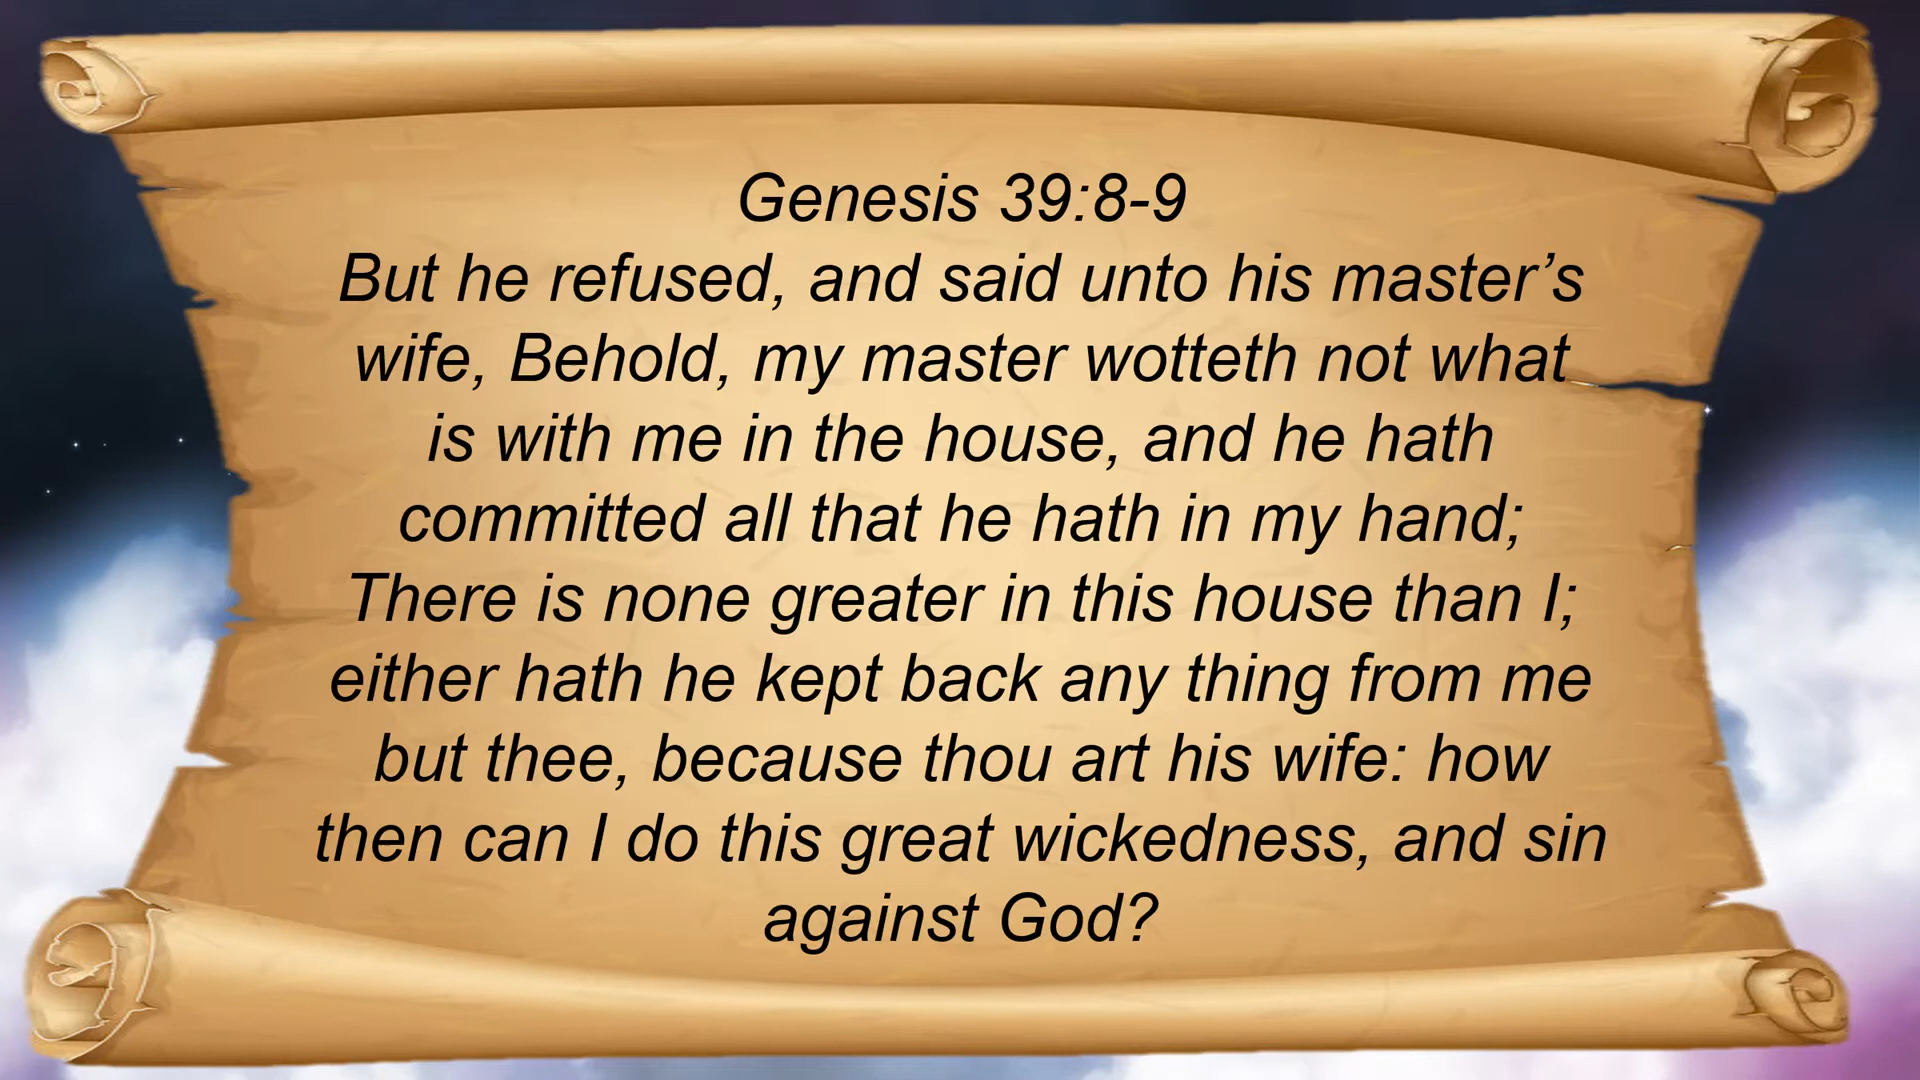 Genesis 39:8-9
But he refused, and said unto his master’s
wife, Behold, my master wotteth not what
is with me in the house, and he hath
committed all that he hath in my hand;
There is none greater in this house than I;
either hath he kept back any thing from me
but thee, because thou art his wife: how
then can I do this great wickedness, and sin
against God?